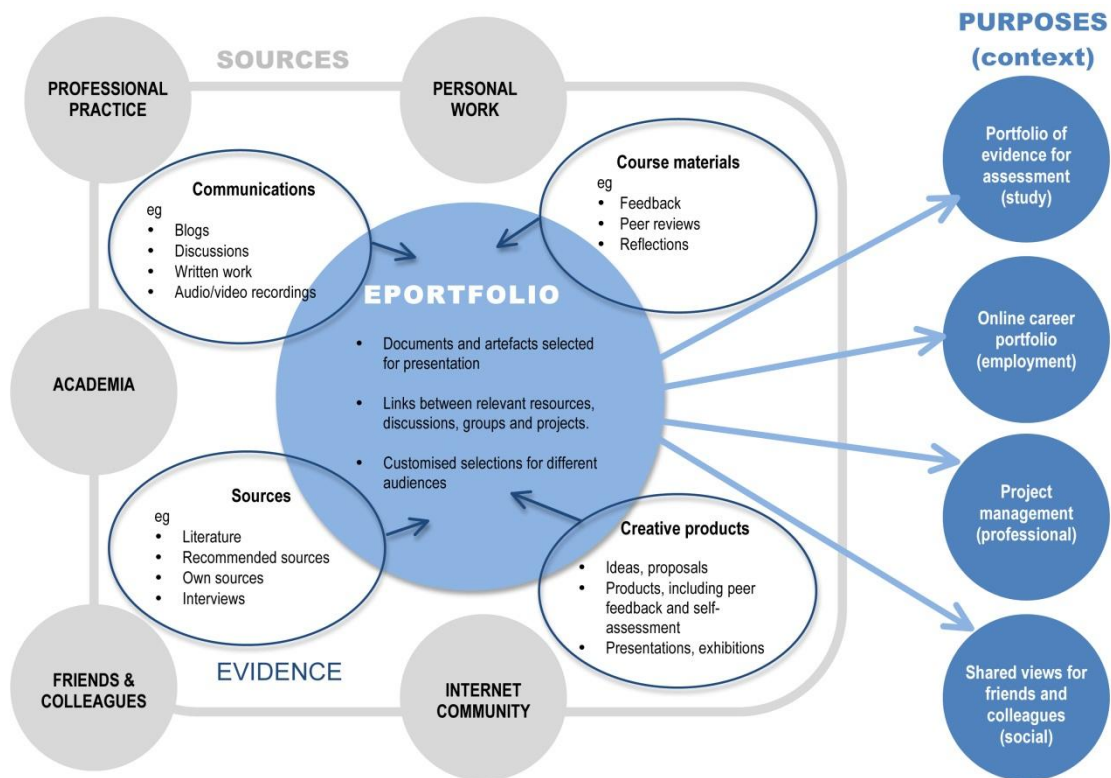 SOURCES
PROFESSIONAL
PRACTICE
PERSONAL
WORK
ACADEMIA
FRIENDS &
COLLEAGUES
INTERNET
COMMUNITY
Communications
eg
• Blogs
• Discussions
• Written work
• Audio/video recordings
Course materials
eg
• Feedback
• Peer reviews
• Reflections
EPORTFOLIO
• Documents and artefacts selected
for presentation
• Links between relevant resources,
discussions, groups and projects.
• Customised selections for different
audiences
Sources
eg
• Literature
• Recommended sources
• Own sources
• Interviews
Creative products
• Ideas, proposals
• Products, including peer
feedback and self-
assessment
• Presentations, exhibitions
EVIDENCE
PURPOSES
(context)
Portfolio of
evidence for
assessment
(study)
Online career
portfolio
(employment)
Project
management
(professional)
Shared views for
friends and
colleagues
(social)